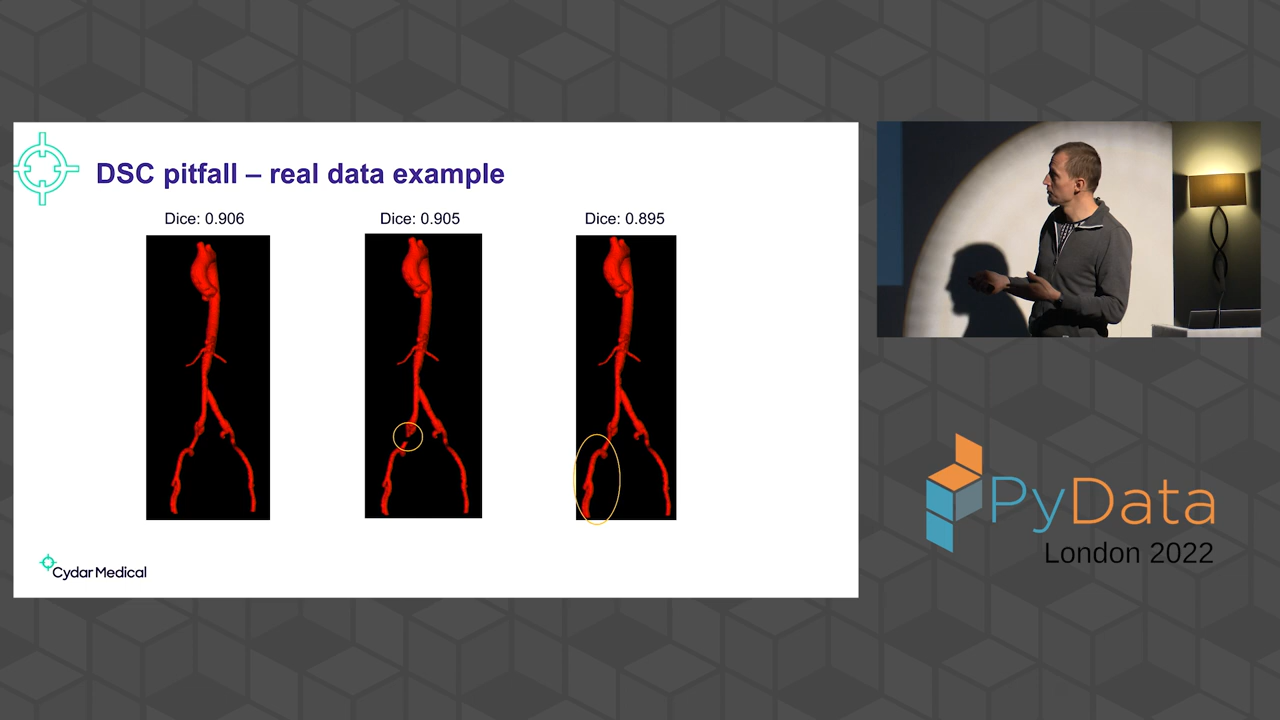 DSC pitfall – real data example
Dice: 0.906
Dice: 0.905
Dice: 0.895
Cydar Medical
PyData
London 2022